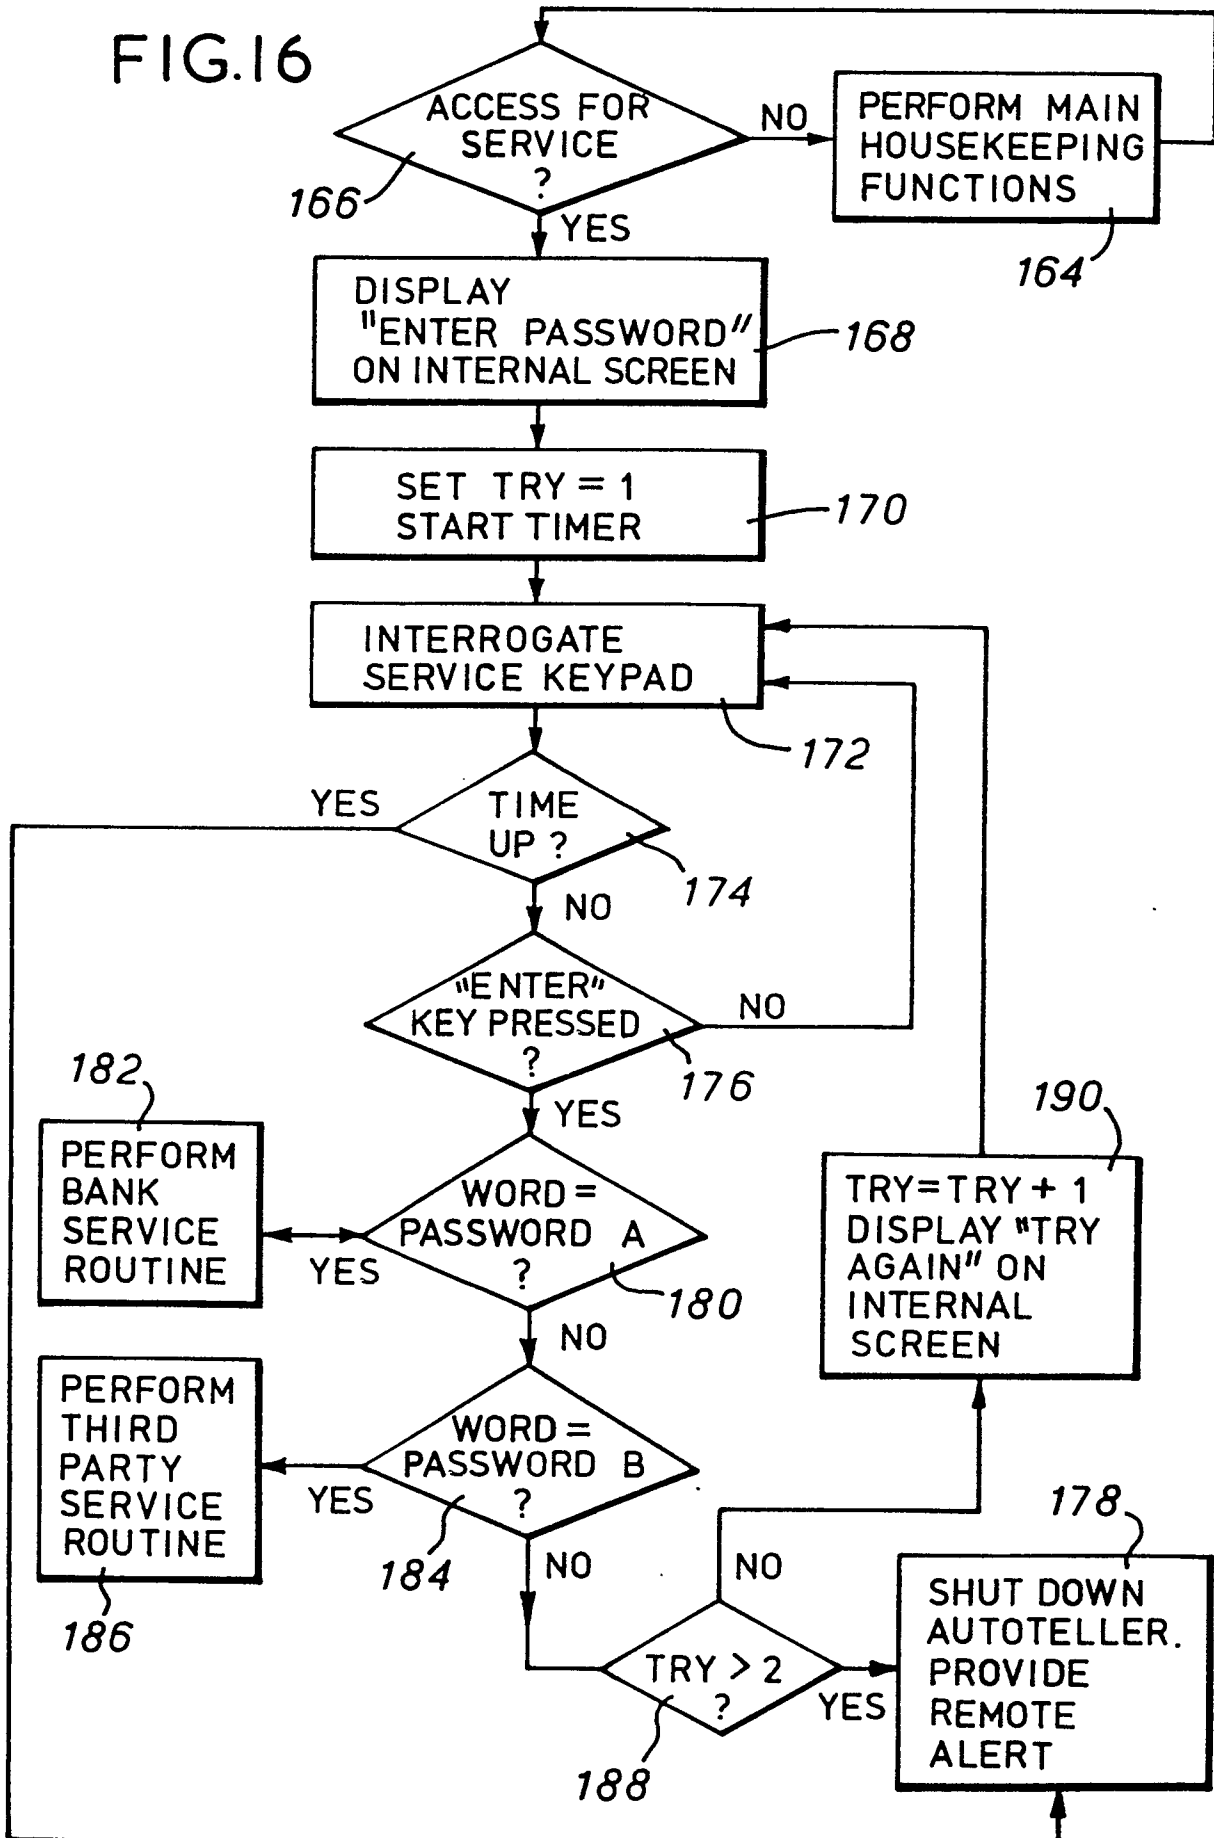 FIG.16
ACCESS FOR
SERVICE
?
166
NO
PERFORM MAIN
HOUSEKEEPING
FUNCTIONS
164
YES
DISPLAY
"ENTER PASSWORD"
ON INTERNAL SCREEN
168
SET TRY = 1
START TIMER
170
INTERROGATE
SERVICE KEYPAD
172
YES
TIME
UP ?
174
NO
"ENTER"
KEY PRESSED
?
176
NO
YES
182
PERFORM
BANK
SERVICE
ROUTINE
YES
WORD =
PASSWORD A
?
180
190
TRY=TRY + 1
DISPLAY "TRY
AGAIN" ON
INTERNAL
SCREEN
NO
PERFORM
THIRD
PARTY
SERVICE
ROUTINE
186
YES
WORD =
PASSWORD B
?
184
NO
NO
TRY > 2
?
188
YES
178
SHUT DOWN
AUTOTELLER.
PROVIDE
REMOTE
ALERT